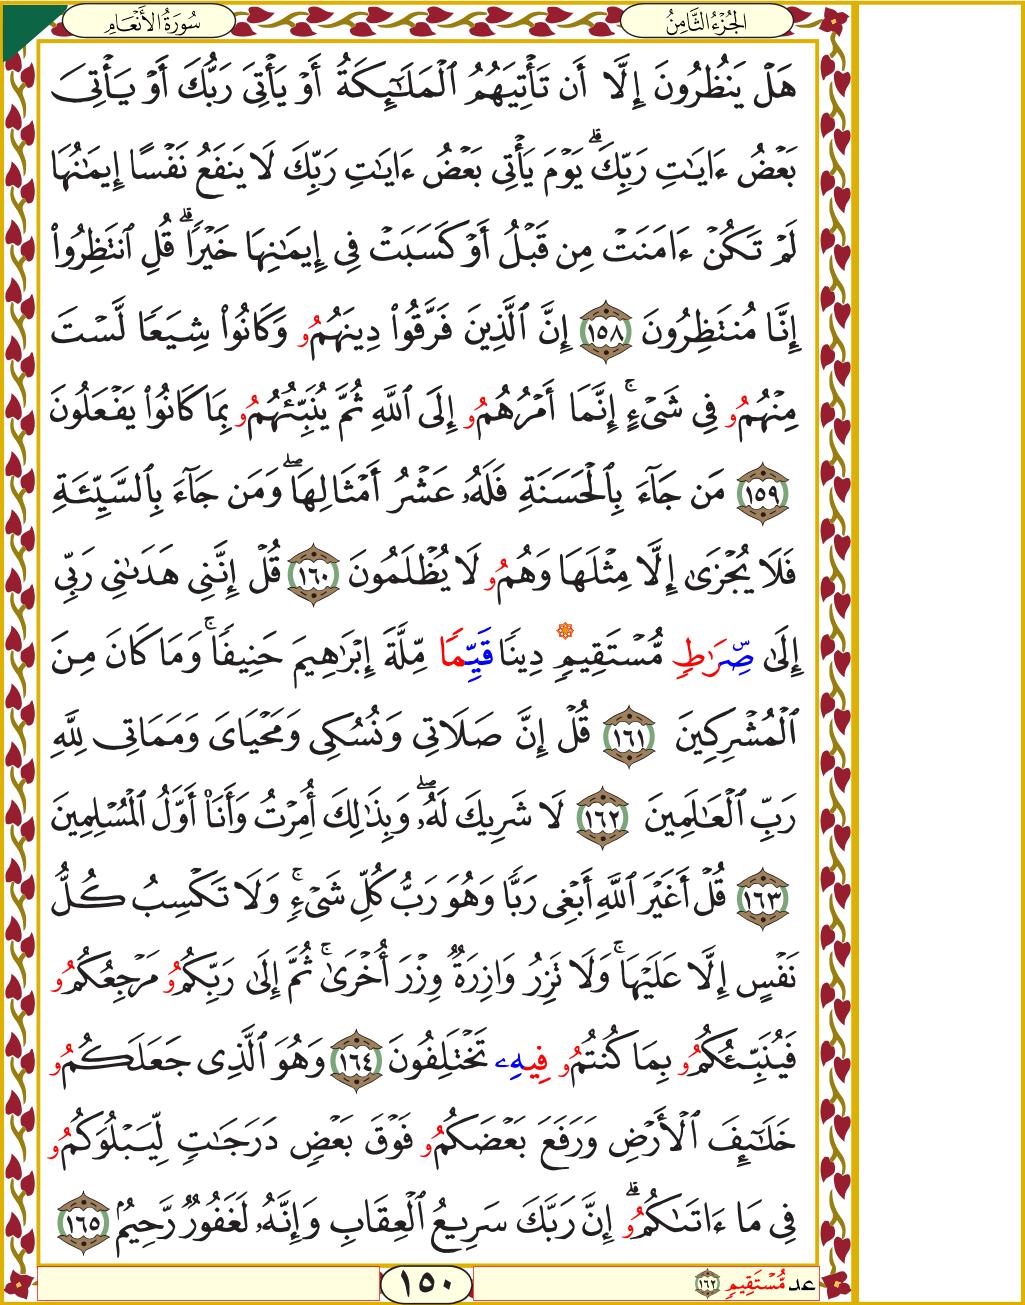 سُورَةُ الأَنْعَامِ
الجُزْءُ الثَّامِنُ
هَلْ يَنظُرُونَ إِلَّا أَن تَأْتِيَهُمُ ٱلْمَلَـٰٓئِكَةُ أَوْ يَأْتِىَ رَبُّكَ أَوْ يَأْتِىَ
بَعْضُ ءَايَـٰتِ رَبِّكَ ۗ يَوْمَ يَأْتِى بَعْضُ ءَايَـٰتِ رَبِّكَ لَا يَنفَعُ نَفْسًا إِيمَـٰنُهَا
لَمْ تَكُنْ ءَامَنَتْ مِن قَبْلُ أَوْ كَسَبَتْ فِى إِيمَـٰنِهَا خَيْرًا ۗ قُلِ ٱنتَظِرُوٓا۟
إِنَّا مُنتَظِرُونَ ١٥٨ إِنَّ ٱلَّذِينَ فَرَّقُوا۟ دِينَهُمُو وَكَانُوا۟ شِيَعًا لَّسْتَ
مِنْهُمُو فِى شَىْءٍ ۚ إِنَّمَا أَمْرُهُمُو إِلَى ٱللَّهِ ثُمَّ يُنَبِّئُهُمُو بِمَا كَانُوا۟ يَفْعَلُونَ
١٥٩ مَن جَآءَ بِٱلْحَسَنَةِ فَلَهُۥ عَشْرُ أَمْثَالِهَا ۖ وَمَن جَآءَ بِٱلسَّيِّئَةِ
فَلَا يُجْزَىٰ إِلَّا مِثْلَهَا وَهُمُو لَا يُظْلَمُونَ ١٦٠ قُلْ إِنَّنِى هَدَىٰنِى رَبِّى
إِلَىٰ صِّرَٰطٍ مُّسْتَقِيمٍ دِينًا قَيِّمًا مِّلَّةَ إِبْرَٰهِيمَ حَنِيفًا ۚ وَمَا كَانَ مِنَ
ٱلْمُشْرِكِينَ ١٦١ قُلْ إِنَّ صَلَاتِى وَنُسُكِى وَمَحْيَاىَ وَمَمَاتِى لِلَّهِ
رَبِّ ٱلْعَـٰلَمِينَ ١٦٢ لَا شَرِيكَ لَهُۥ ۖ وَبِذَٰلِكَ أُمِرْتُ وَأَنَا۠ أَوَّلُ ٱلْمُسْلِمِينَ
١٦٣ قُلْ أَغَيْرَ ٱللَّهِ أَبْغِى رَبًّا وَهُوَ رَبُّ كُلِّ شَىْءٍ ۚ وَلَا تَكْسِبُ كُلُّ
نَفْسٍ إِلَّا عَلَيْهَا ۚ وَلَا تَزِرُ وَازِرَةٌ وِزْرَ أُخْرَىٰ ۚ ثُمَّ إِلَىٰ رَبِّكُمُو مَرْجِعُكُمُو
فَيُنَبِّئُكُمُو بِمَا كُنتُمُو فِيهِۦ تَخْتَلِفُونَ ١٦٤ وَهُوَ ٱلَّذِى جَعَلَكُمُو
خَلَـٰٓئِفَ ٱلْأَرْضِ وَرَفَعَ بَعْضَكُمُو فَوْقَ بَعْضٍ دَرَجَـٰتٍ لِّيَبْلُوَكُمُو
فِى مَا ءَاتَىٰكُمُو ۗ إِنَّ رَبَّكَ سَرِيعُ ٱلْعِقَابِ وَإِنَّهُۥ لَغَفُورٌ رَّحِيمٌ ١٦٥
عد مُّسْتَقِيمٍ ١٦٢
١٥٠